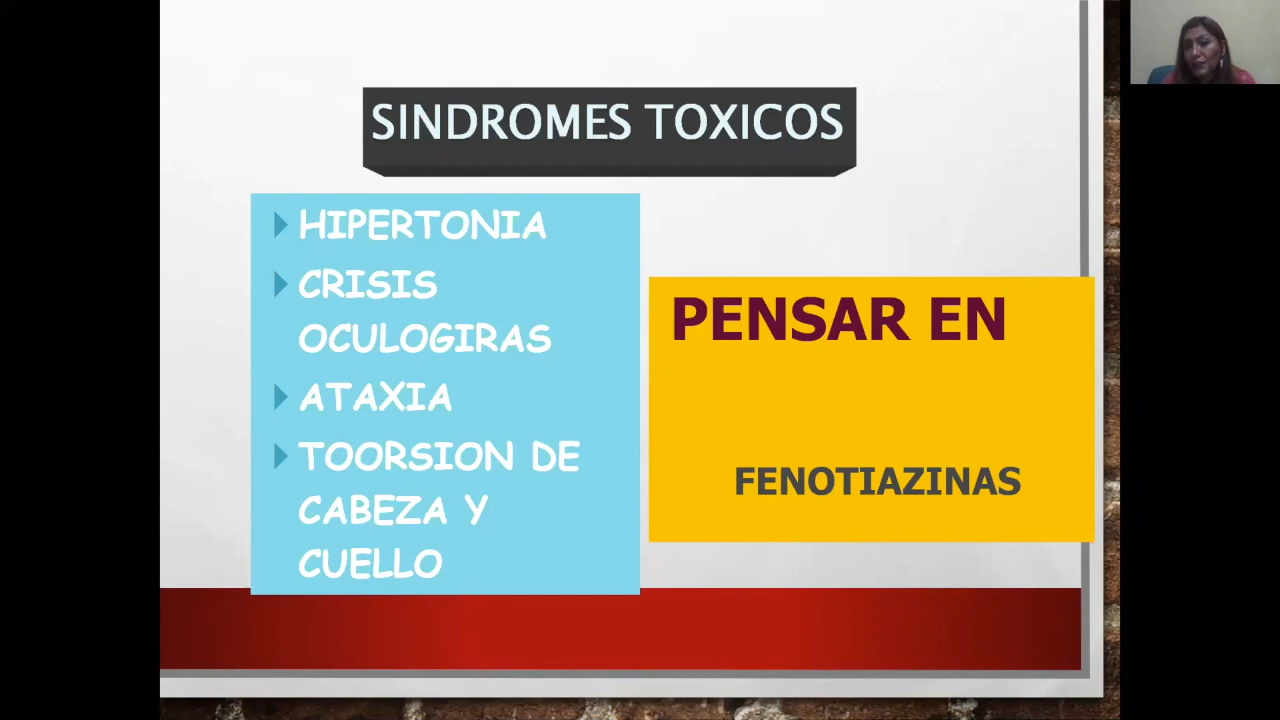 SINDROMES TOXICOS
HIPERTONIA
CRISIS
OCULOGIRAS
ATAXIA
TOORSION DE
CABEZA Y
CUELLO
PENSAR EN
FENOTIAZINAS